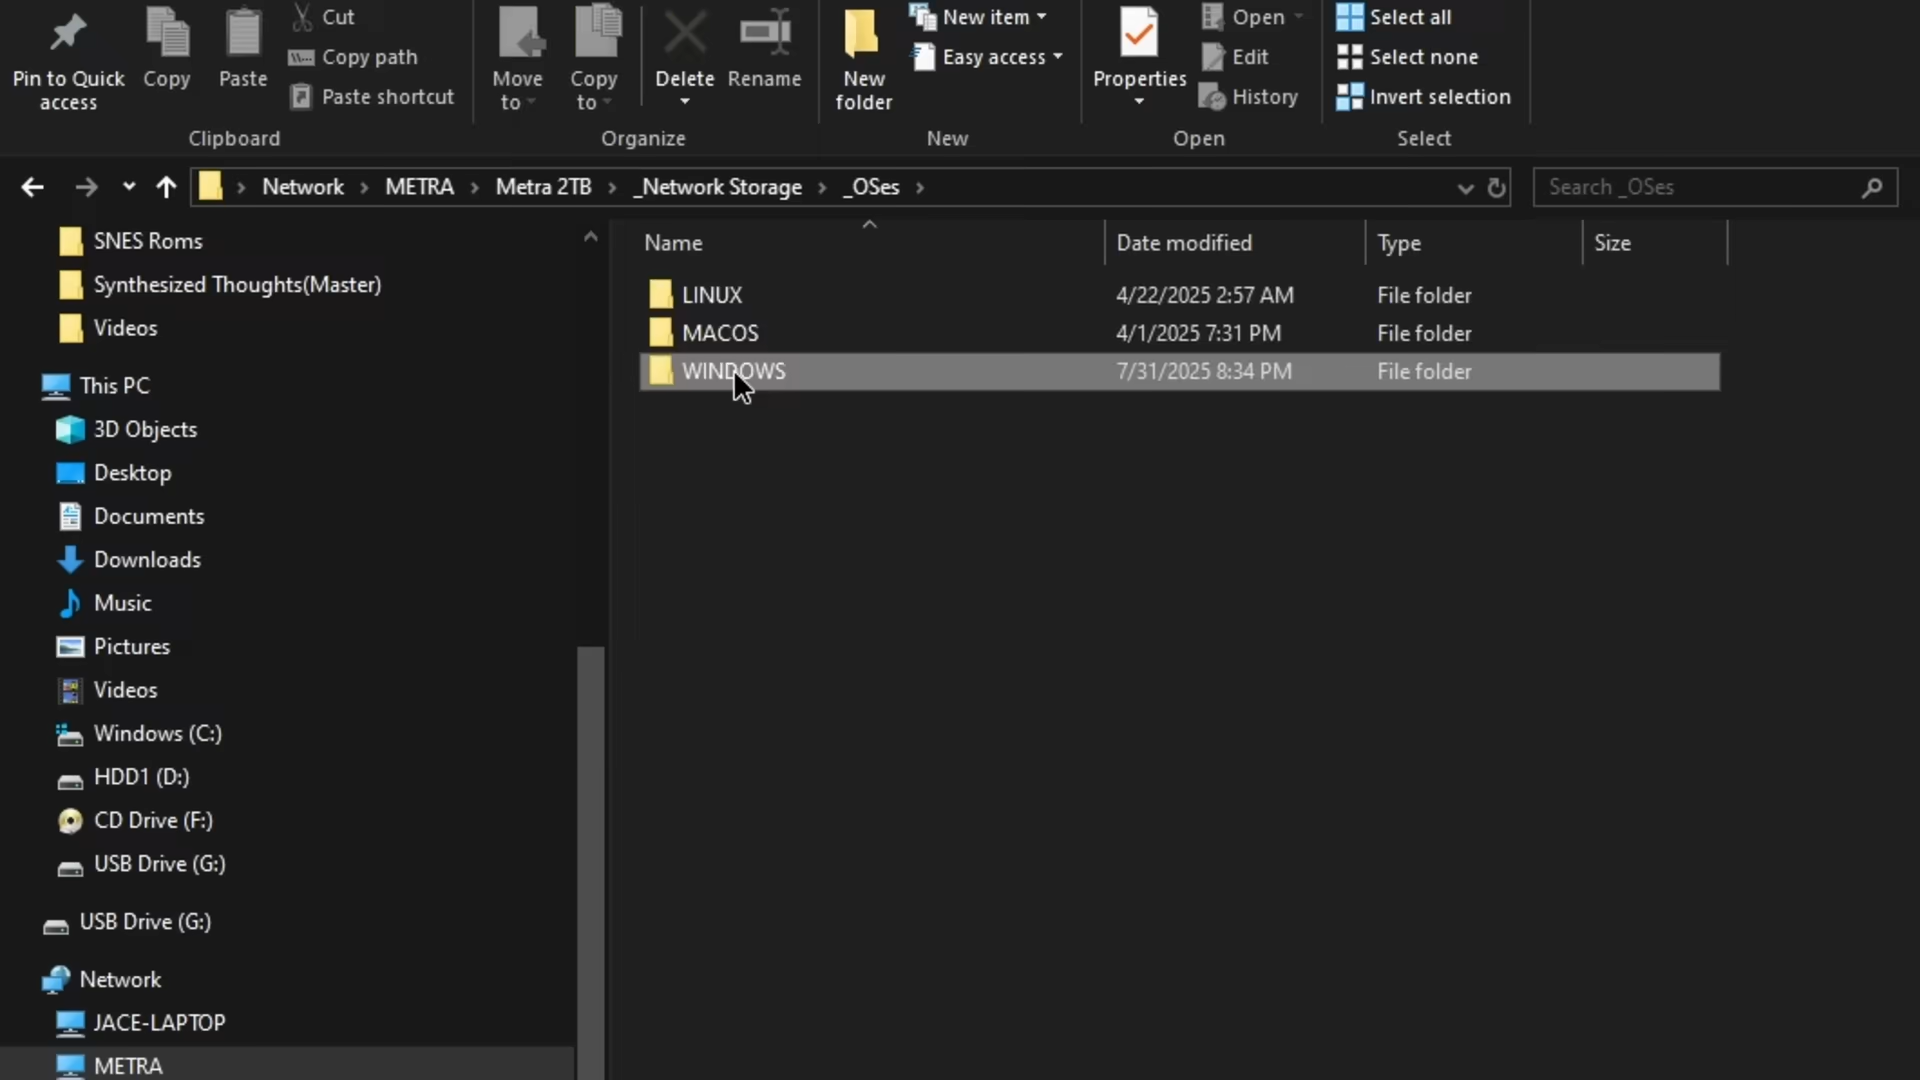 Pin to Quick
access
Copy
Paste
Cut
Copy path
Paste shortcut
Clipboard
Move
to
Copy
to
Delete
Rename
Organize
New
folder
New item
Easy access
New
Properties
Open
Edit
History
Open
Select all
Select none
Invert selection
Select
Network > METRA > Metra 2TB > _Network Storage > _OSes >
Search _OSes
SNES Roms
Synthesized Thoughts(Master)
Videos
This PC
3D Objects
Desktop
Documents
Downloads
Music
Pictures
Videos
Windows (C:)
HDD1 (D:)
CD Drive (F:)
USB Drive (G:)
USB Drive (G:)
Network
JACE-LAPTOP
METRA
Name Date modified Type Size
LINUX 4/22/2025 2:57 AM File folder
MACOS 4/1/2025 7:31 PM File folder
WINDOWS 7/31/2025 8:34 PM File folder